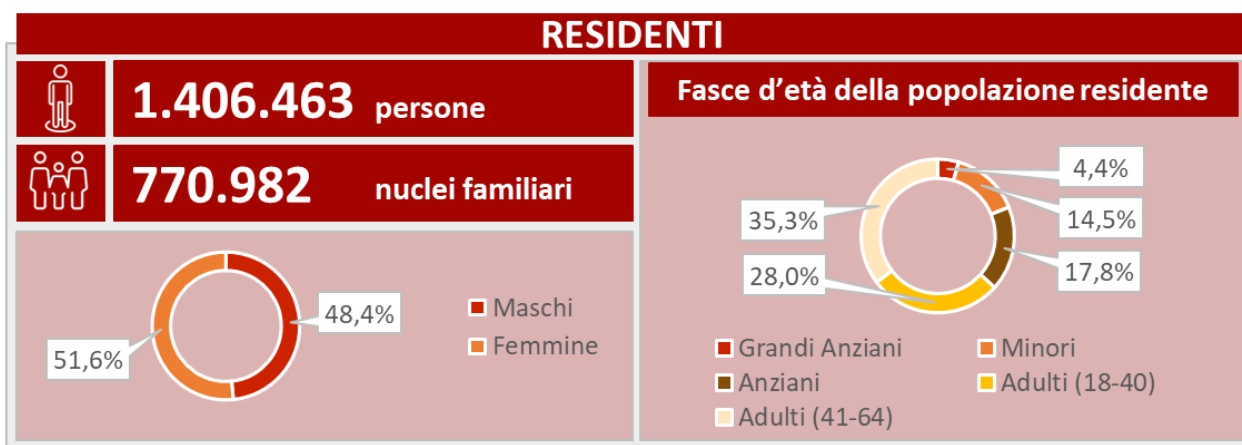 RESIDENTI
1.406.463 persone
770.982 nuclei familiari
48,4%
51,6%
Maschi
Femmine
Fasce d’età della popolazione residente
4,4%
14,5%
17,8%
28,0%
35,3%
Grandi Anziani
Minori
Anziani
Adulti (18-40)
Adulti (41-64)